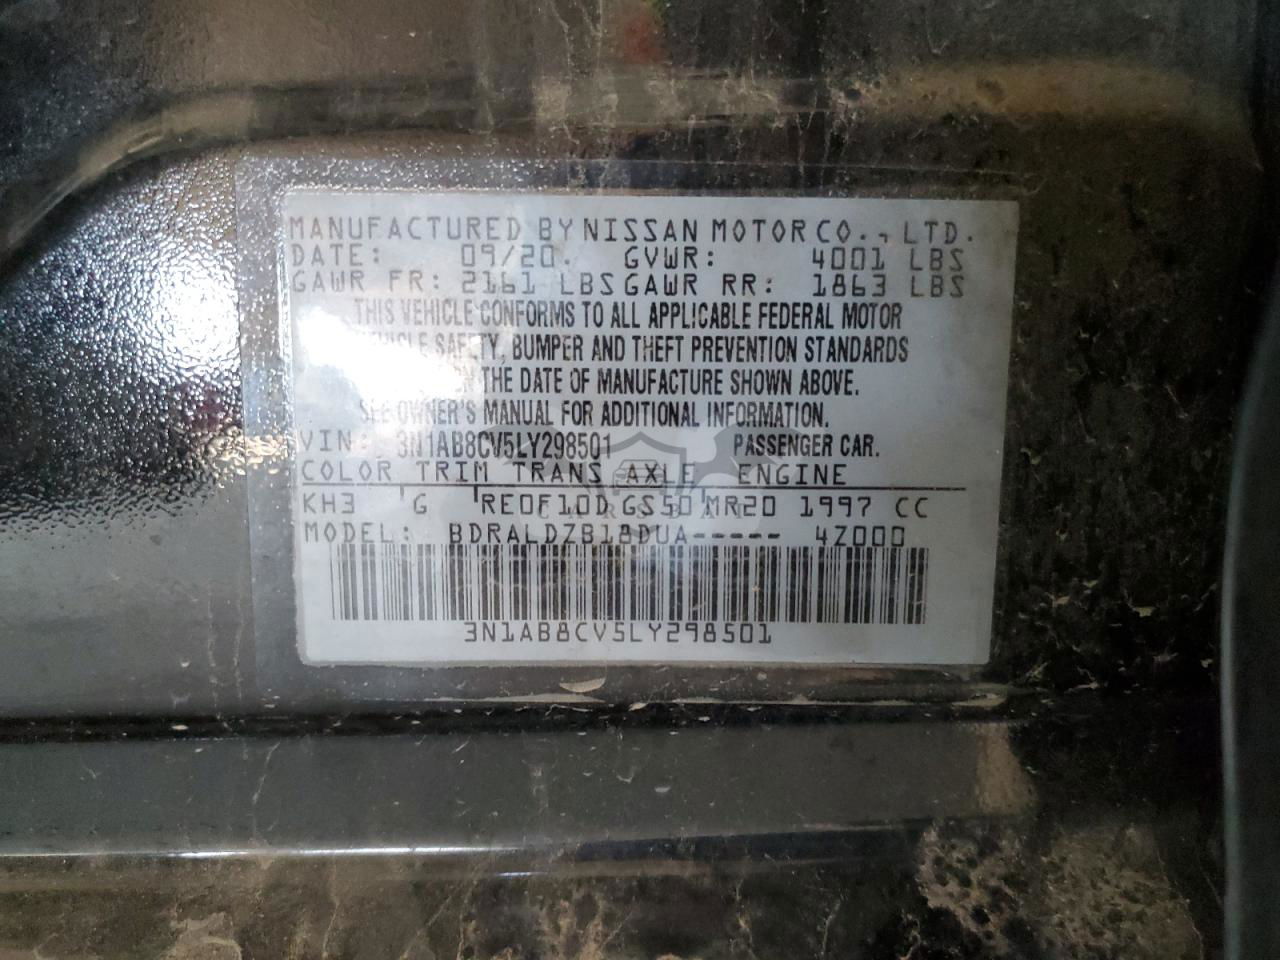 MANUFACTURED BY NISSAN MOTOR CO., LTD.
DATE: 09/20. GVWR: 4001 LBS
GAWR FR: 2161 LBS GAWR RR: 1863 LBS
THIS VEHICLE CONFORMS TO ALL APPLICABLE FEDERAL MOTOR
SAFETY, BUMPER AND THEFT PREVENTION STANDARDS
THE DATE OF MANUFACTURE SHOWN ABOVE.
SEE OWNER'S MANUAL FOR ADDITIONAL INFORMATION.
VIN: 3N1AB8CV5LY298501 PASSENGER CAR.
COLOR TRIM TRANS AXLE ENGINE
KH3 'G 'RE0F10D GS50'MR20 1997 CC
MODEL: BDRALDZB18DUA----- 4Z000
3N1AB8CV5LY298501